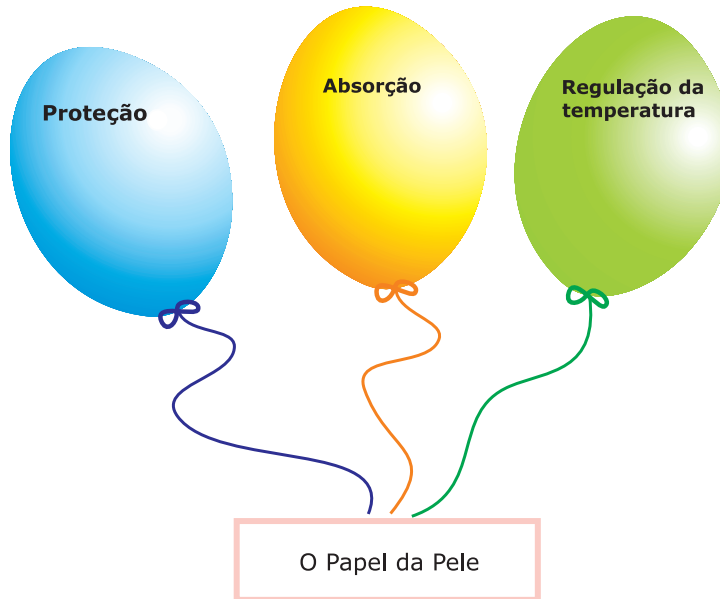 Proteção
Absorção
Regulação da
temperatura
O Papel da Pele